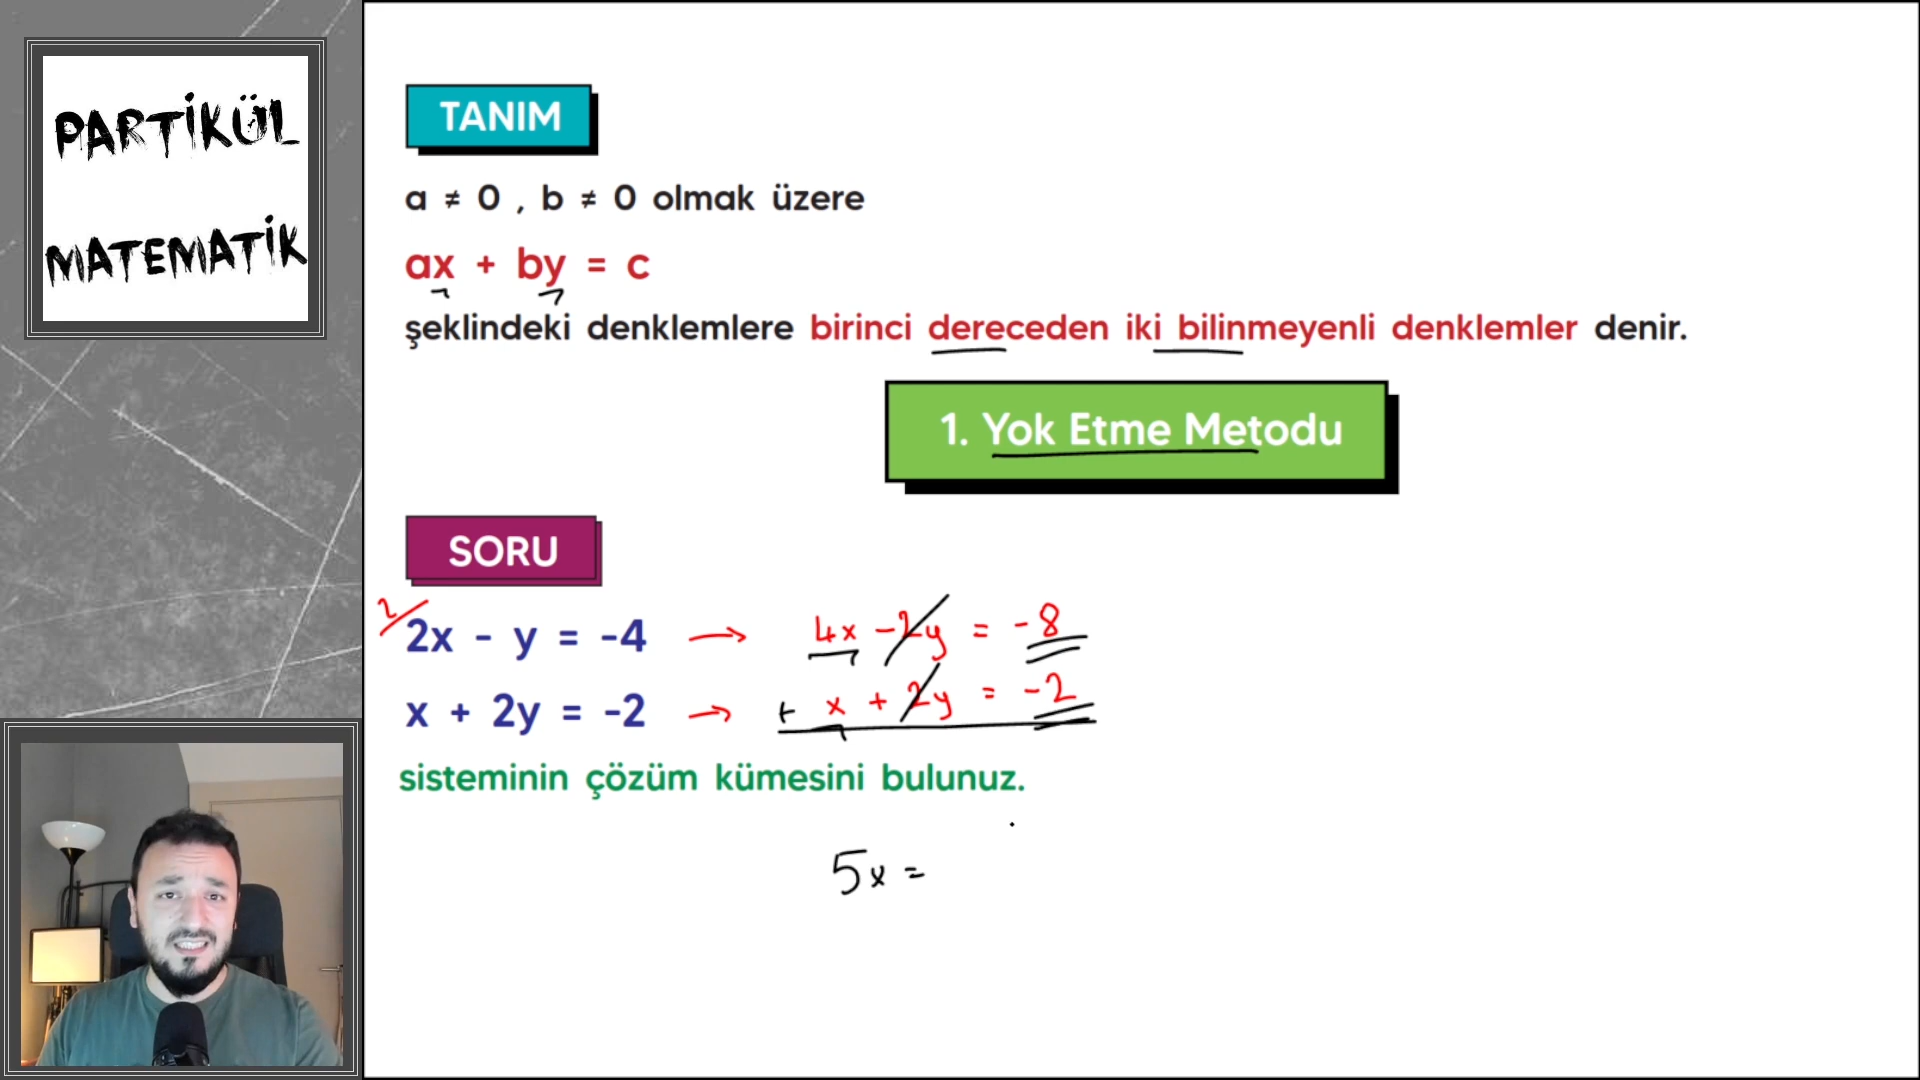 PARTİKÜL
MATEMATİK
TANIM
a ≠ 0 , b ≠ 0 olmak üzere
ax + by = c
şeklindeki denklemlere birinci dereceden iki bilinmeyenli denklemler denir.
1. Yok Etme Metodu
SORU
2/ 2x - y = -4 → 4x - 2y = -8
x + 2y = -2 → + x + 2y = -2
sisteminin çözüm kümesini bulunuz.
5x =